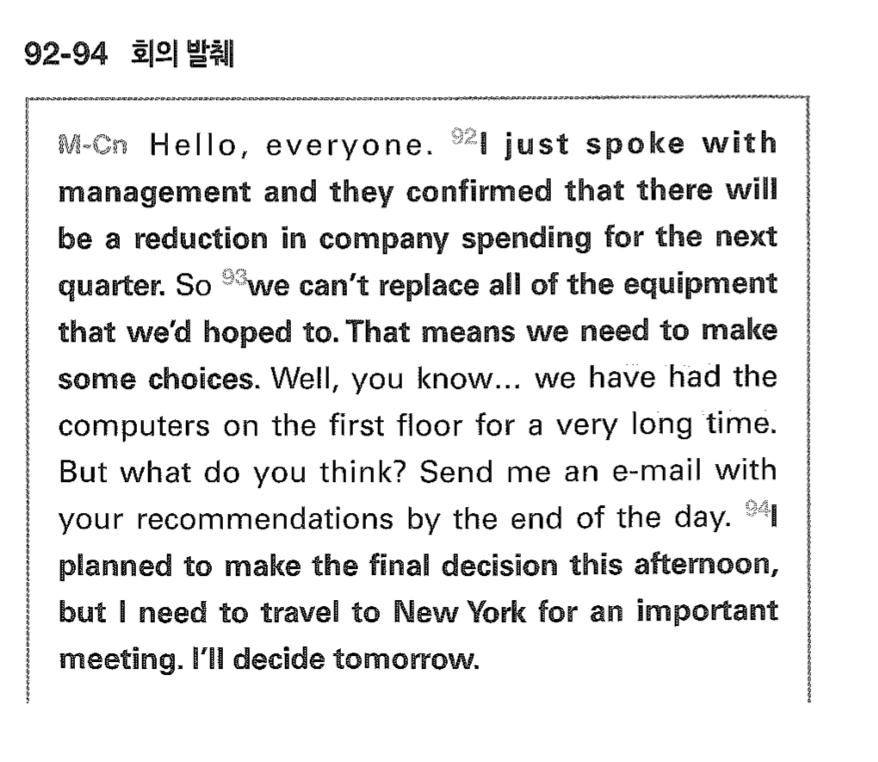 92-94 회의 발췌
M-Cn Hello, everyone. 92I just spoke with
management and they confirmed that there will
be a reduction in company spending for the next
quarter. So 93we can't replace all of the equipment
that we'd hoped to. That means we need to make
some choices. Well, you know... we have had the
computers on the first floor for a very long time.
But what do you think? Send me an e-mail with
your recommendations by the end of the day. 94I
planned to make the final decision this afternoon,
but I need to travel to New York for an important
meeting. I'll decide tomorrow.